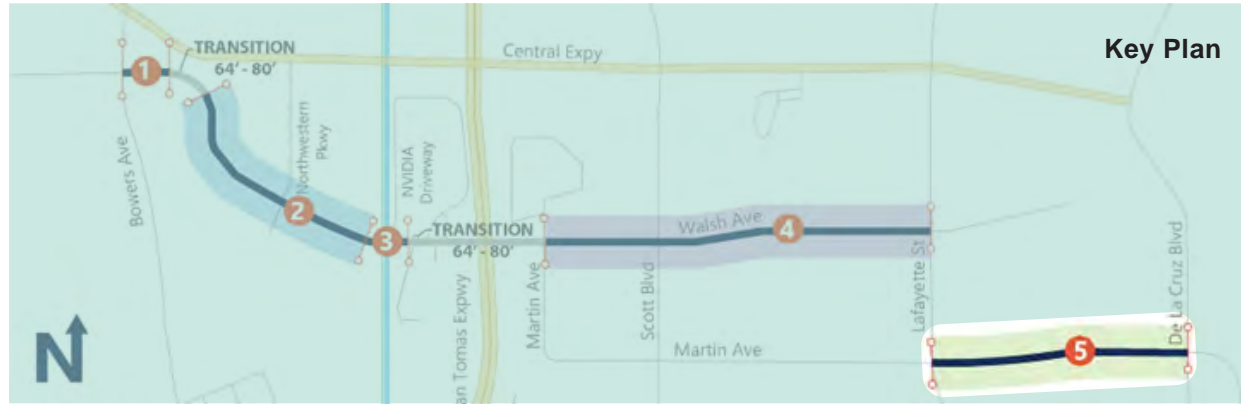 Key Plan
TRANSITION
64' - 80'
Central Expy
1
Bowers Ave
Northwestern
Pkwy
NVIDIA
Driveway
2
3
TRANSITION
64' - 80'
an Tomas Expwy
Martin Ave
Scott Blvd
Walsh Ave
4
Lafayette St
De La Cruz Blvd
Martin Ave
5
N